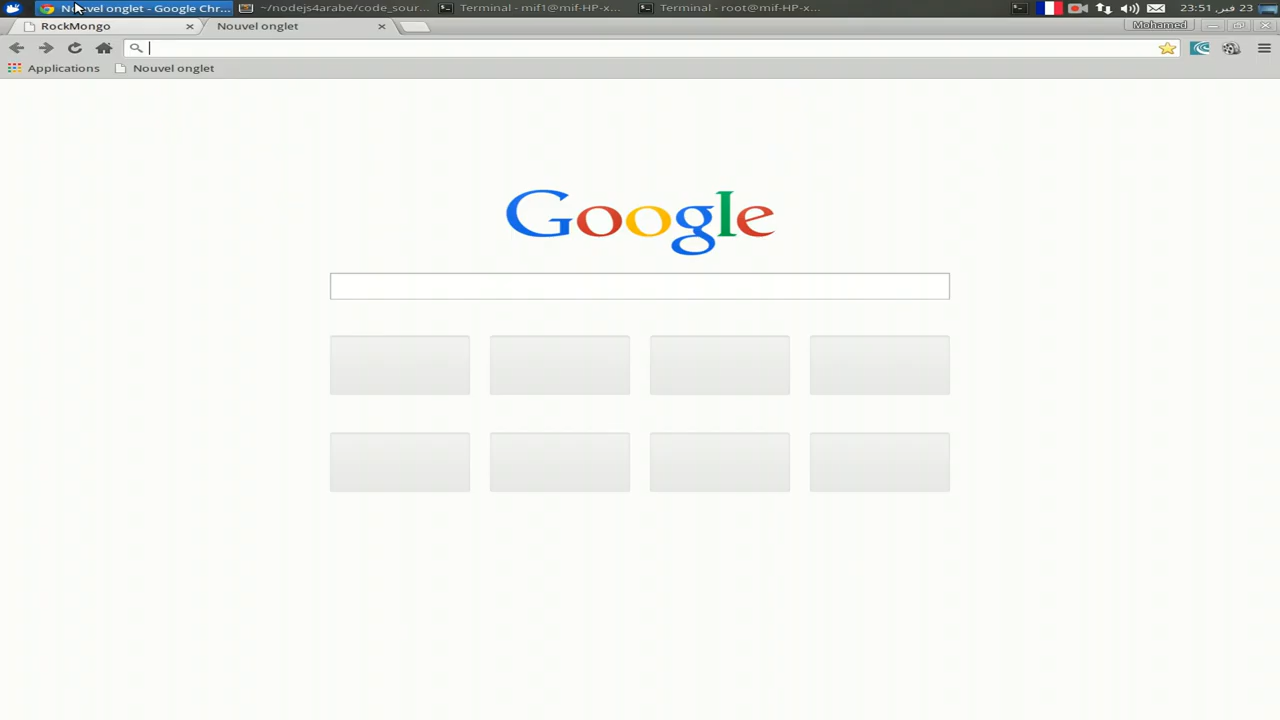 Nouvel onglet - Google Chr... ~/nodejs4arabe/code_sour... Terminal - mif1@mif-HP-x... Terminal - root@mif-HP-x... 23:51 ,فبر 23
RockMongo Nouvel onglet Mohamed
Applications Nouvel onglet
Google